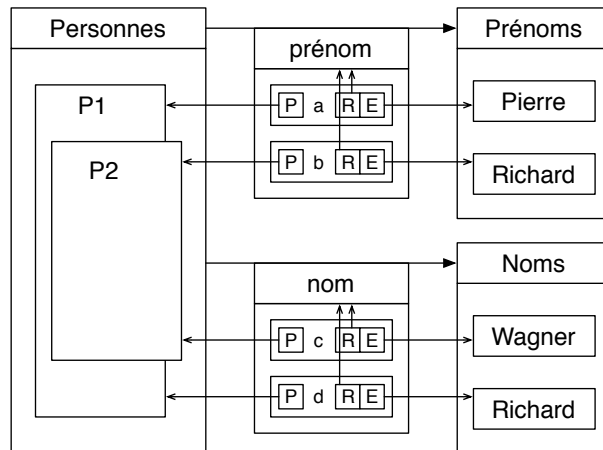 Personnes
P1
P2
prénom
P a R E
P b R E
Prénoms
Pierre
Richard
nom
P c R E
P d R E
Noms
Wagner
Richard